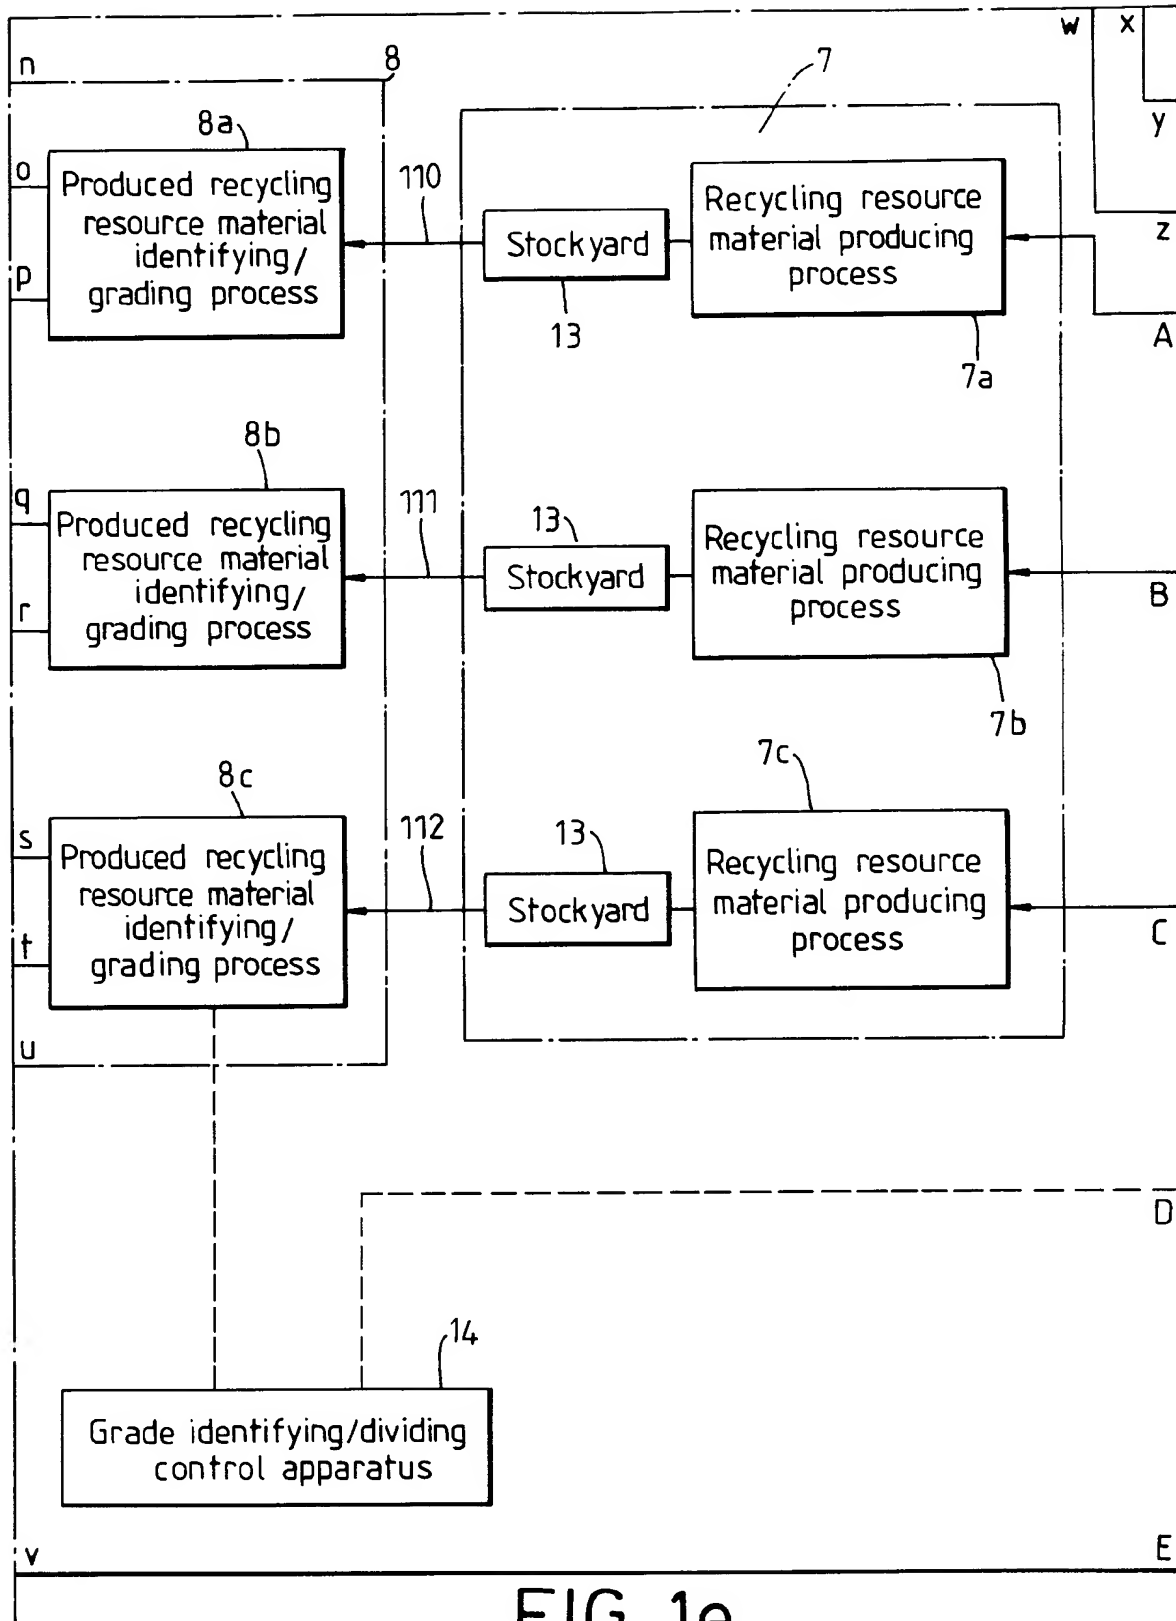 w
x
n
8
7
y
8a
o
Produced recycling
resource material
identifying/
grading process
p
110
Stockyard
13
Recycling resource
material producing
process
7a
z
A
8b
q
Produced recycling
resource material
identifying/
grading process
r
111
13
Stockyard
Recycling resource
material producing
process
7b
B
8c
s
Produced recycling
resource material
identifying/
grading process
t
u
112
13
Stockyard
7c
Recycling resource
material producing
process
C
D
14
Grade identifying/dividing
control apparatus
v
E
FIG. 1e